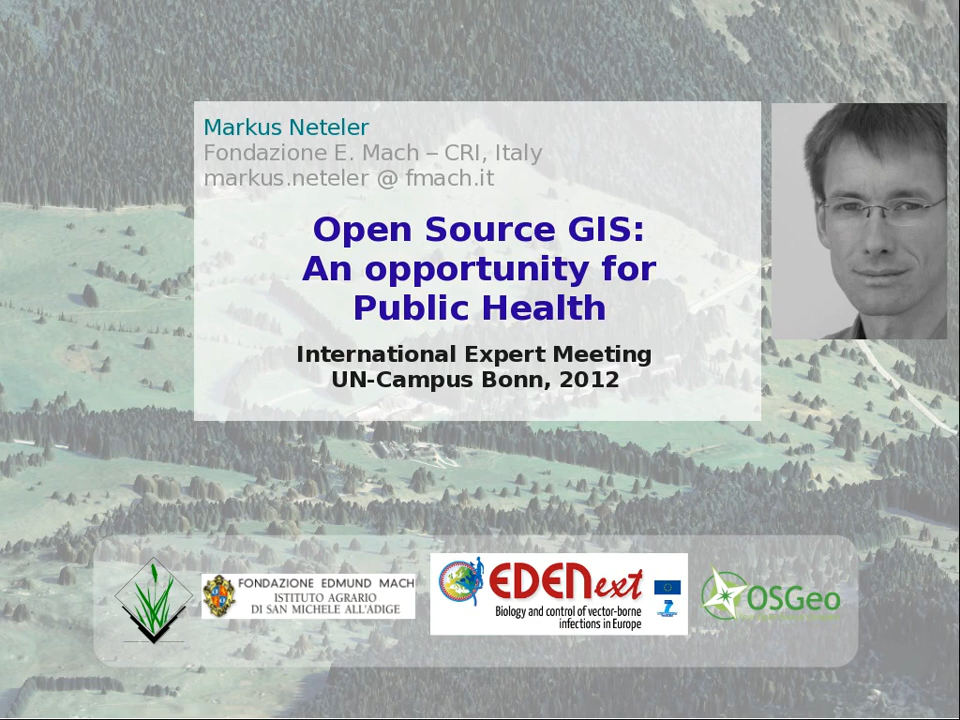 Markus Neteler
Fondazione E. Mach – CRI, Italy
markus.neteler @ fmach.it
Open Source GIS:
An opportunity for
Public Health
International Expert Meeting
UN-Campus Bonn, 2012
FONDAZIONE EDMUND MACH
ISTITUTO AGRARIO
DI SAN MICHELE ALL'ADIGE
EDENext
Biology and control of vector-borne
infections in Europe
OSGeo